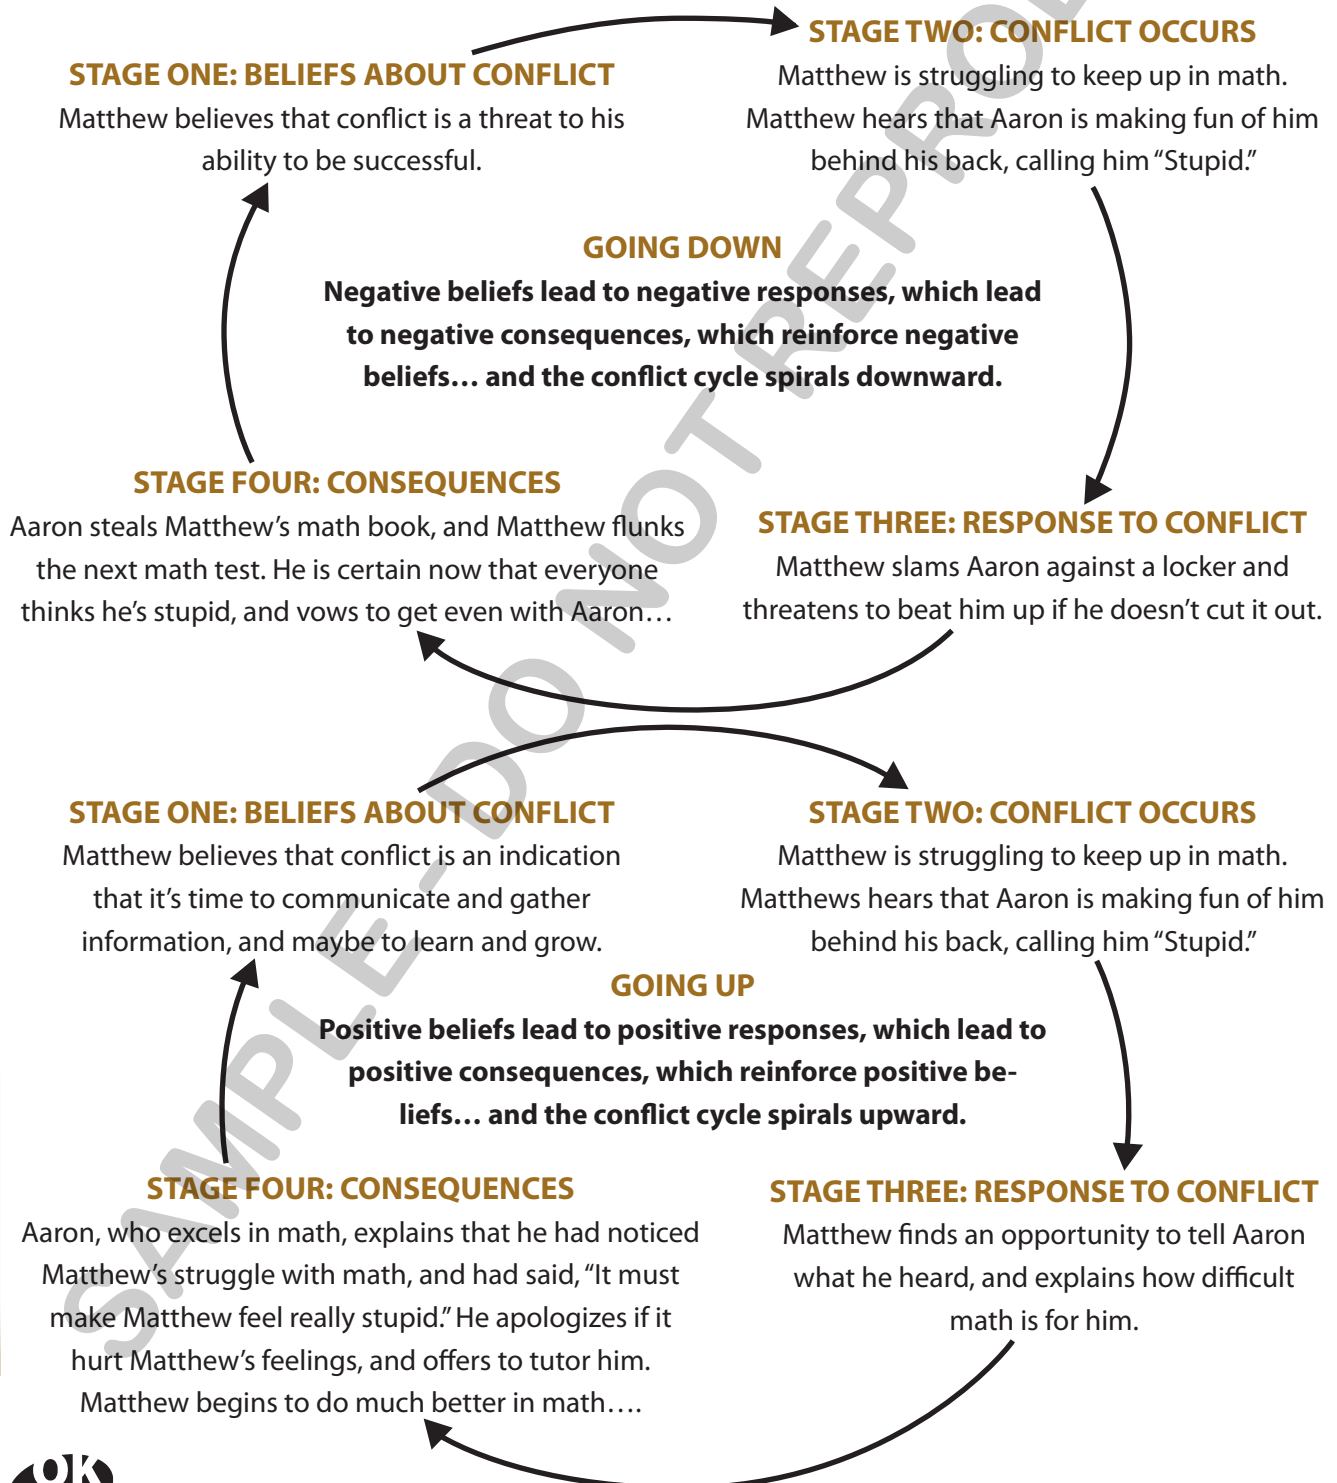 STAGE ONE: BELIEFS ABOUT CONFLICT
Matthew believes that conflict is a threat to his
ability to be successful.
STAGE TWO: CONFLICT OCCURS
Matthew is struggling to keep up in math.
Matthew hears that Aaron is making fun of him
behind his back, calling him “Stupid.”
GOING DOWN
Negative beliefs lead to negative responses, which lead
to negative consequences, which reinforce negative
beliefs… and the conflict cycle spirals downward.
STAGE THREE: RESPONSE TO CONFLICT
Matthew slams Aaron against a locker and
threatens to beat him up if he doesn’t cut it out.
STAGE FOUR: CONSEQUENCES
Aaron steals Matthew’s math book, and Matthew flunks
the next math test. He is certain now that everyone
thinks he’s stupid, and vows to get even with Aaron…
STAGE ONE: BELIEFS ABOUT CONFLICT
Matthew believes that conflict is an indication
that it’s time to communicate and gather
information, and maybe to learn and grow.
STAGE TWO: CONFLICT OCCURS
Matthew is struggling to keep up in math.
Matthews hears that Aaron is making fun of him
behind his back, calling him “Stupid.”
GOING UP
Positive beliefs lead to positive responses, which lead to
positive consequences, which reinforce positive be-
liefs… and the conflict cycle spirals upward.
STAGE THREE: RESPONSE TO CONFLICT
Matthew finds an opportunity to tell Aaron
what he heard, and explains how difficult
math is for him.
STAGE FOUR: CONSEQUENCES
Aaron, who excels in math, explains that he had noticed
Matthew’s struggle with math, and had said, “It must
make Matthew feel really stupid.” He apologizes if it
hurt Matthew’s feelings, and offers to tutor him.
Matthew begins to do much better in math….
SAMPLE - DO NOT REPROD
OK